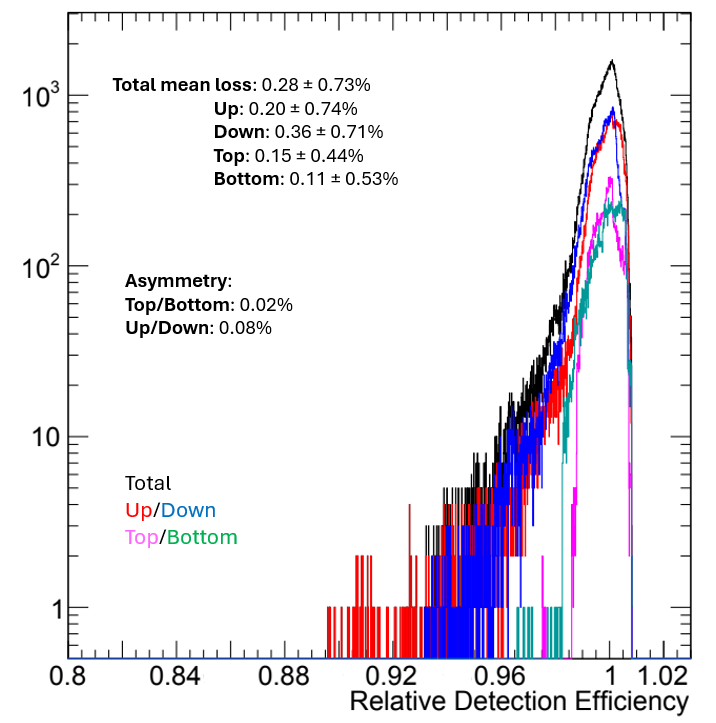 Total mean loss: 0.28 ± 0.73%
Up: 0.20 ± 0.74%
Down: 0.36 ± 0.71%
Top: 0.15 ± 0.44%
Bottom: 0.11 ± 0.53%
Asymmetry:
Top/Bottom: 0.02%
Up/Down: 0.08%
Total
Up/Down
Top/Bottom
10³
10²
10
1
0.8 0.84 0.88 0.92 0.96 1 1.02
Relative Detection Efficiency